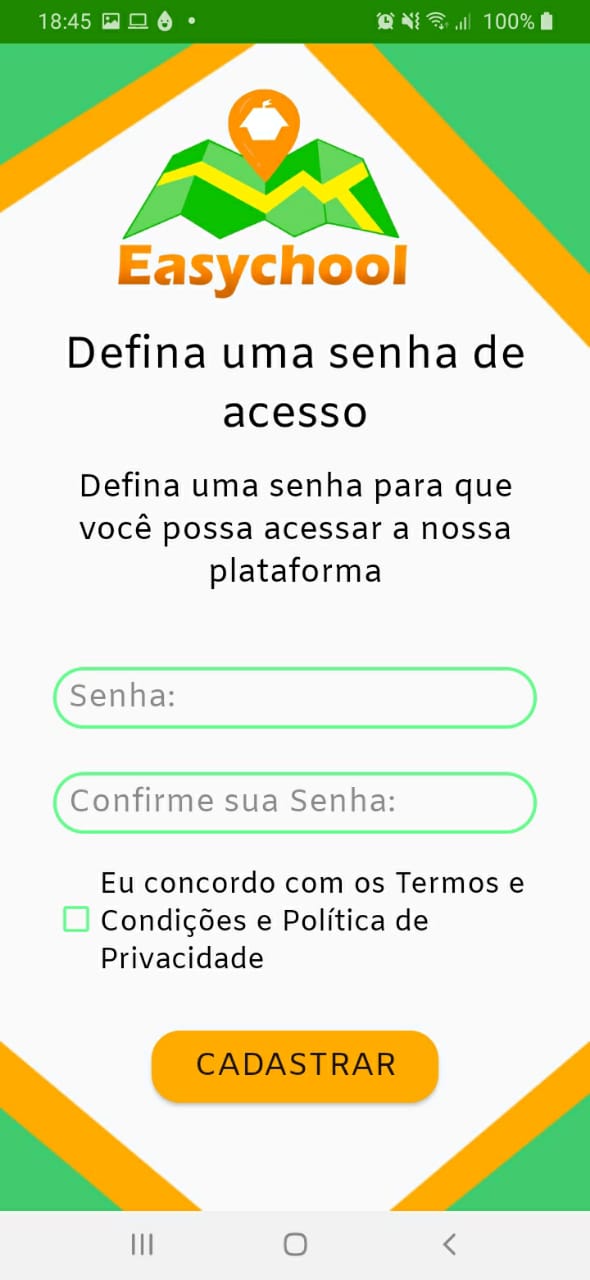 18:45 100%
Easychool
Defina uma senha de
acesso
Defina uma senha para que
você possa acessar a nossa
plataforma
Senha:
Confirme sua Senha:
Eu concordo com os Termos e
Condições e Política de
Privacidade
CADASTRAR